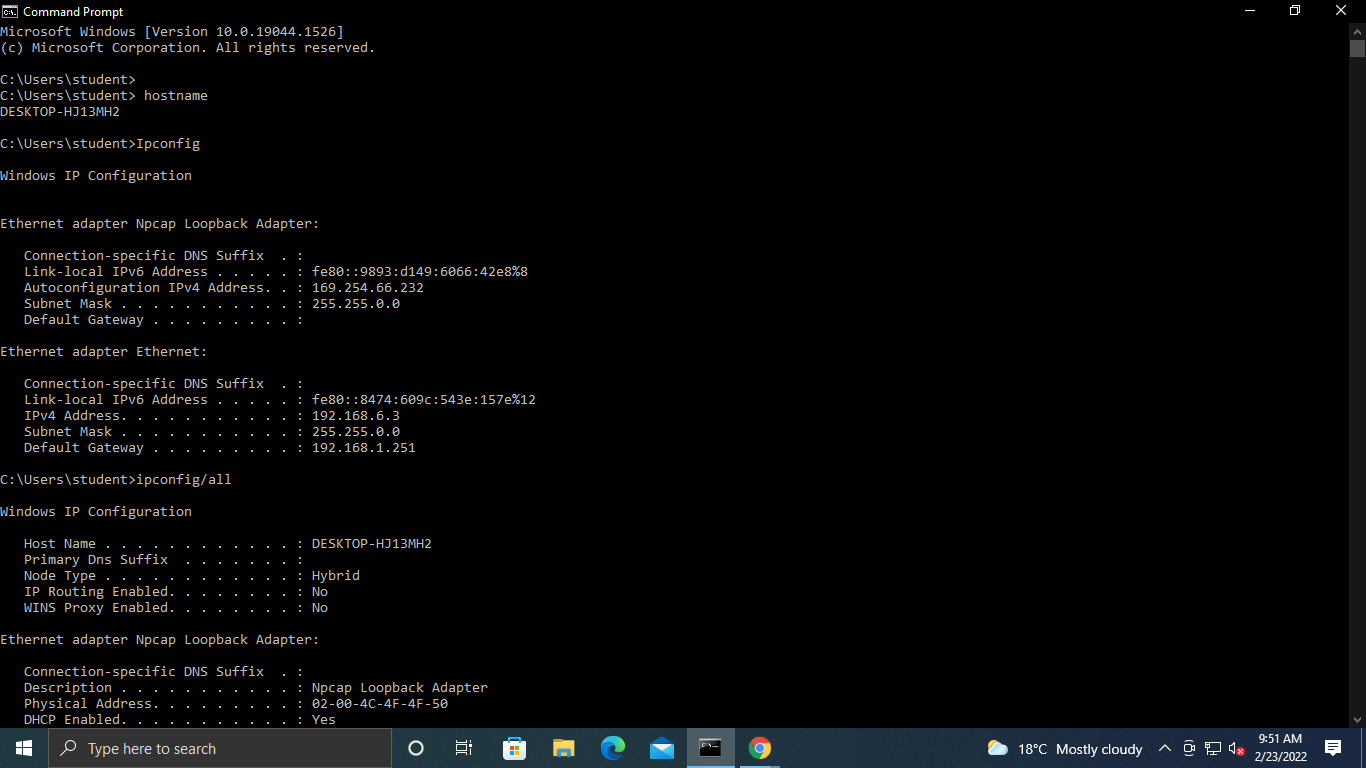 Command Prompt
Microsoft Windows [Version 10.0.19044.1526]
(c) Microsoft Corporation. All rights reserved.
C:\Users\student>
C:\Users\student> hostname
DESKTOP-HJ13MH2
C:\Users\student>Ipconfig
Windows IP Configuration
Ethernet adapter Npcap Loopback Adapter:
Connection-specific DNS Suffix  . :
Link-local IPv6 Address . . . . . : fe80::9893:d149:6066:42e8%8
Autoconfiguration IPv4 Address. . : 169.254.66.232
Subnet Mask . . . . . . . . . . . : 255.255.0.0
Default Gateway . . . . . . . . . :
Ethernet adapter Ethernet:
Connection-specific DNS Suffix  . :
Link-local IPv6 Address . . . . . : fe80::8474:609c:543e:157e%12
IPv4 Address. . . . . . . . . . . : 192.168.6.3
Subnet Mask . . . . . . . . . . . : 255.255.0.0
Default Gateway . . . . . . . . . : 192.168.1.251
C:\Users\student>ipconfig/all
Windows IP Configuration
Host Name . . . . . . . . . . . . : DESKTOP-HJ13MH2
Primary Dns Suffix  . . . . . . . :
Node Type . . . . . . . . . . . . : Hybrid
IP Routing Enabled. . . . . . . . : No
WINS Proxy Enabled. . . . . . . . : No
Ethernet adapter Npcap Loopback Adapter:
Connection-specific DNS Suffix  . :
Description . . . . . . . . . . . : Npcap Loopback Adapter
Physical Address. . . . . . . . . : 02-00-4C-4F-4F-50
DHCP Enabled. . . . . . . . . . . : Yes
Type here to search
18°C Mostly cloudy
9:51 AM
2/23/2022